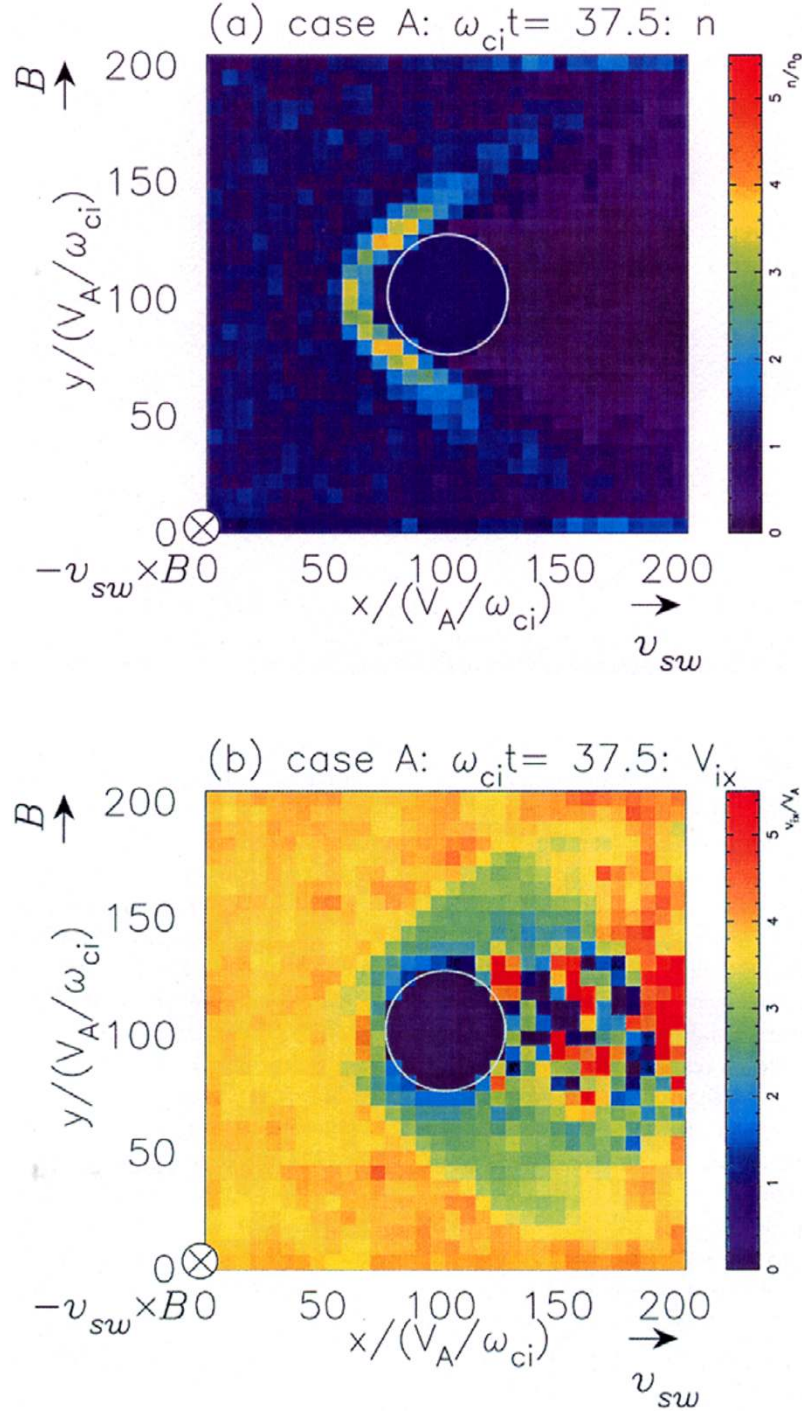 (a) case A: ω_ci t= 37.5: n
B
200
150
100
50
0
y/(V_A/ω_ci)
−v_sw×B
0 50 100 150 200
x/(V_A/ω_ci)
v_sw
5
4
3
2
1
0
n/n_0
(b) case A: ω_ci t= 37.5: V_ix
B
200
150
100
50
0
y/(V_A/ω_ci)
−v_sw×B
0 50 100 150 200
x/(V_A/ω_ci)
v_sw
5
4
3
2
1
0
v_ix/V_A